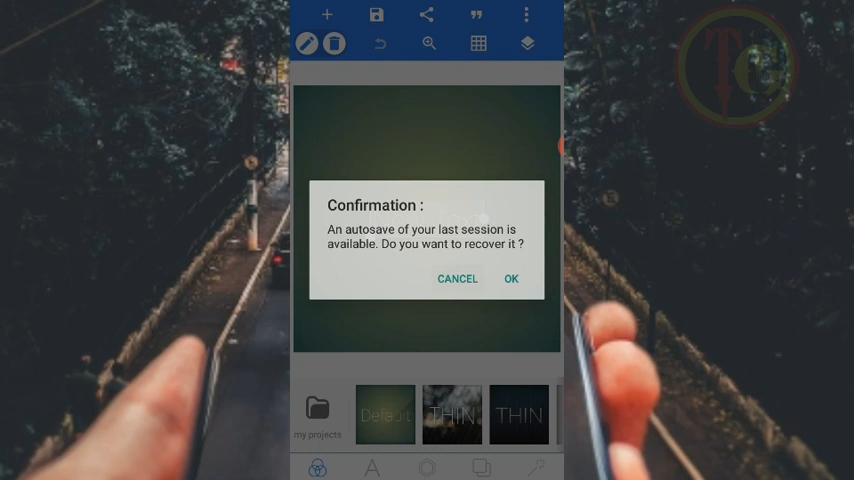 TG
Confirmation :
An autosave of your last session is
available. Do you want to recover it ?
CANCEL OK
my projects
Default THIN THIN